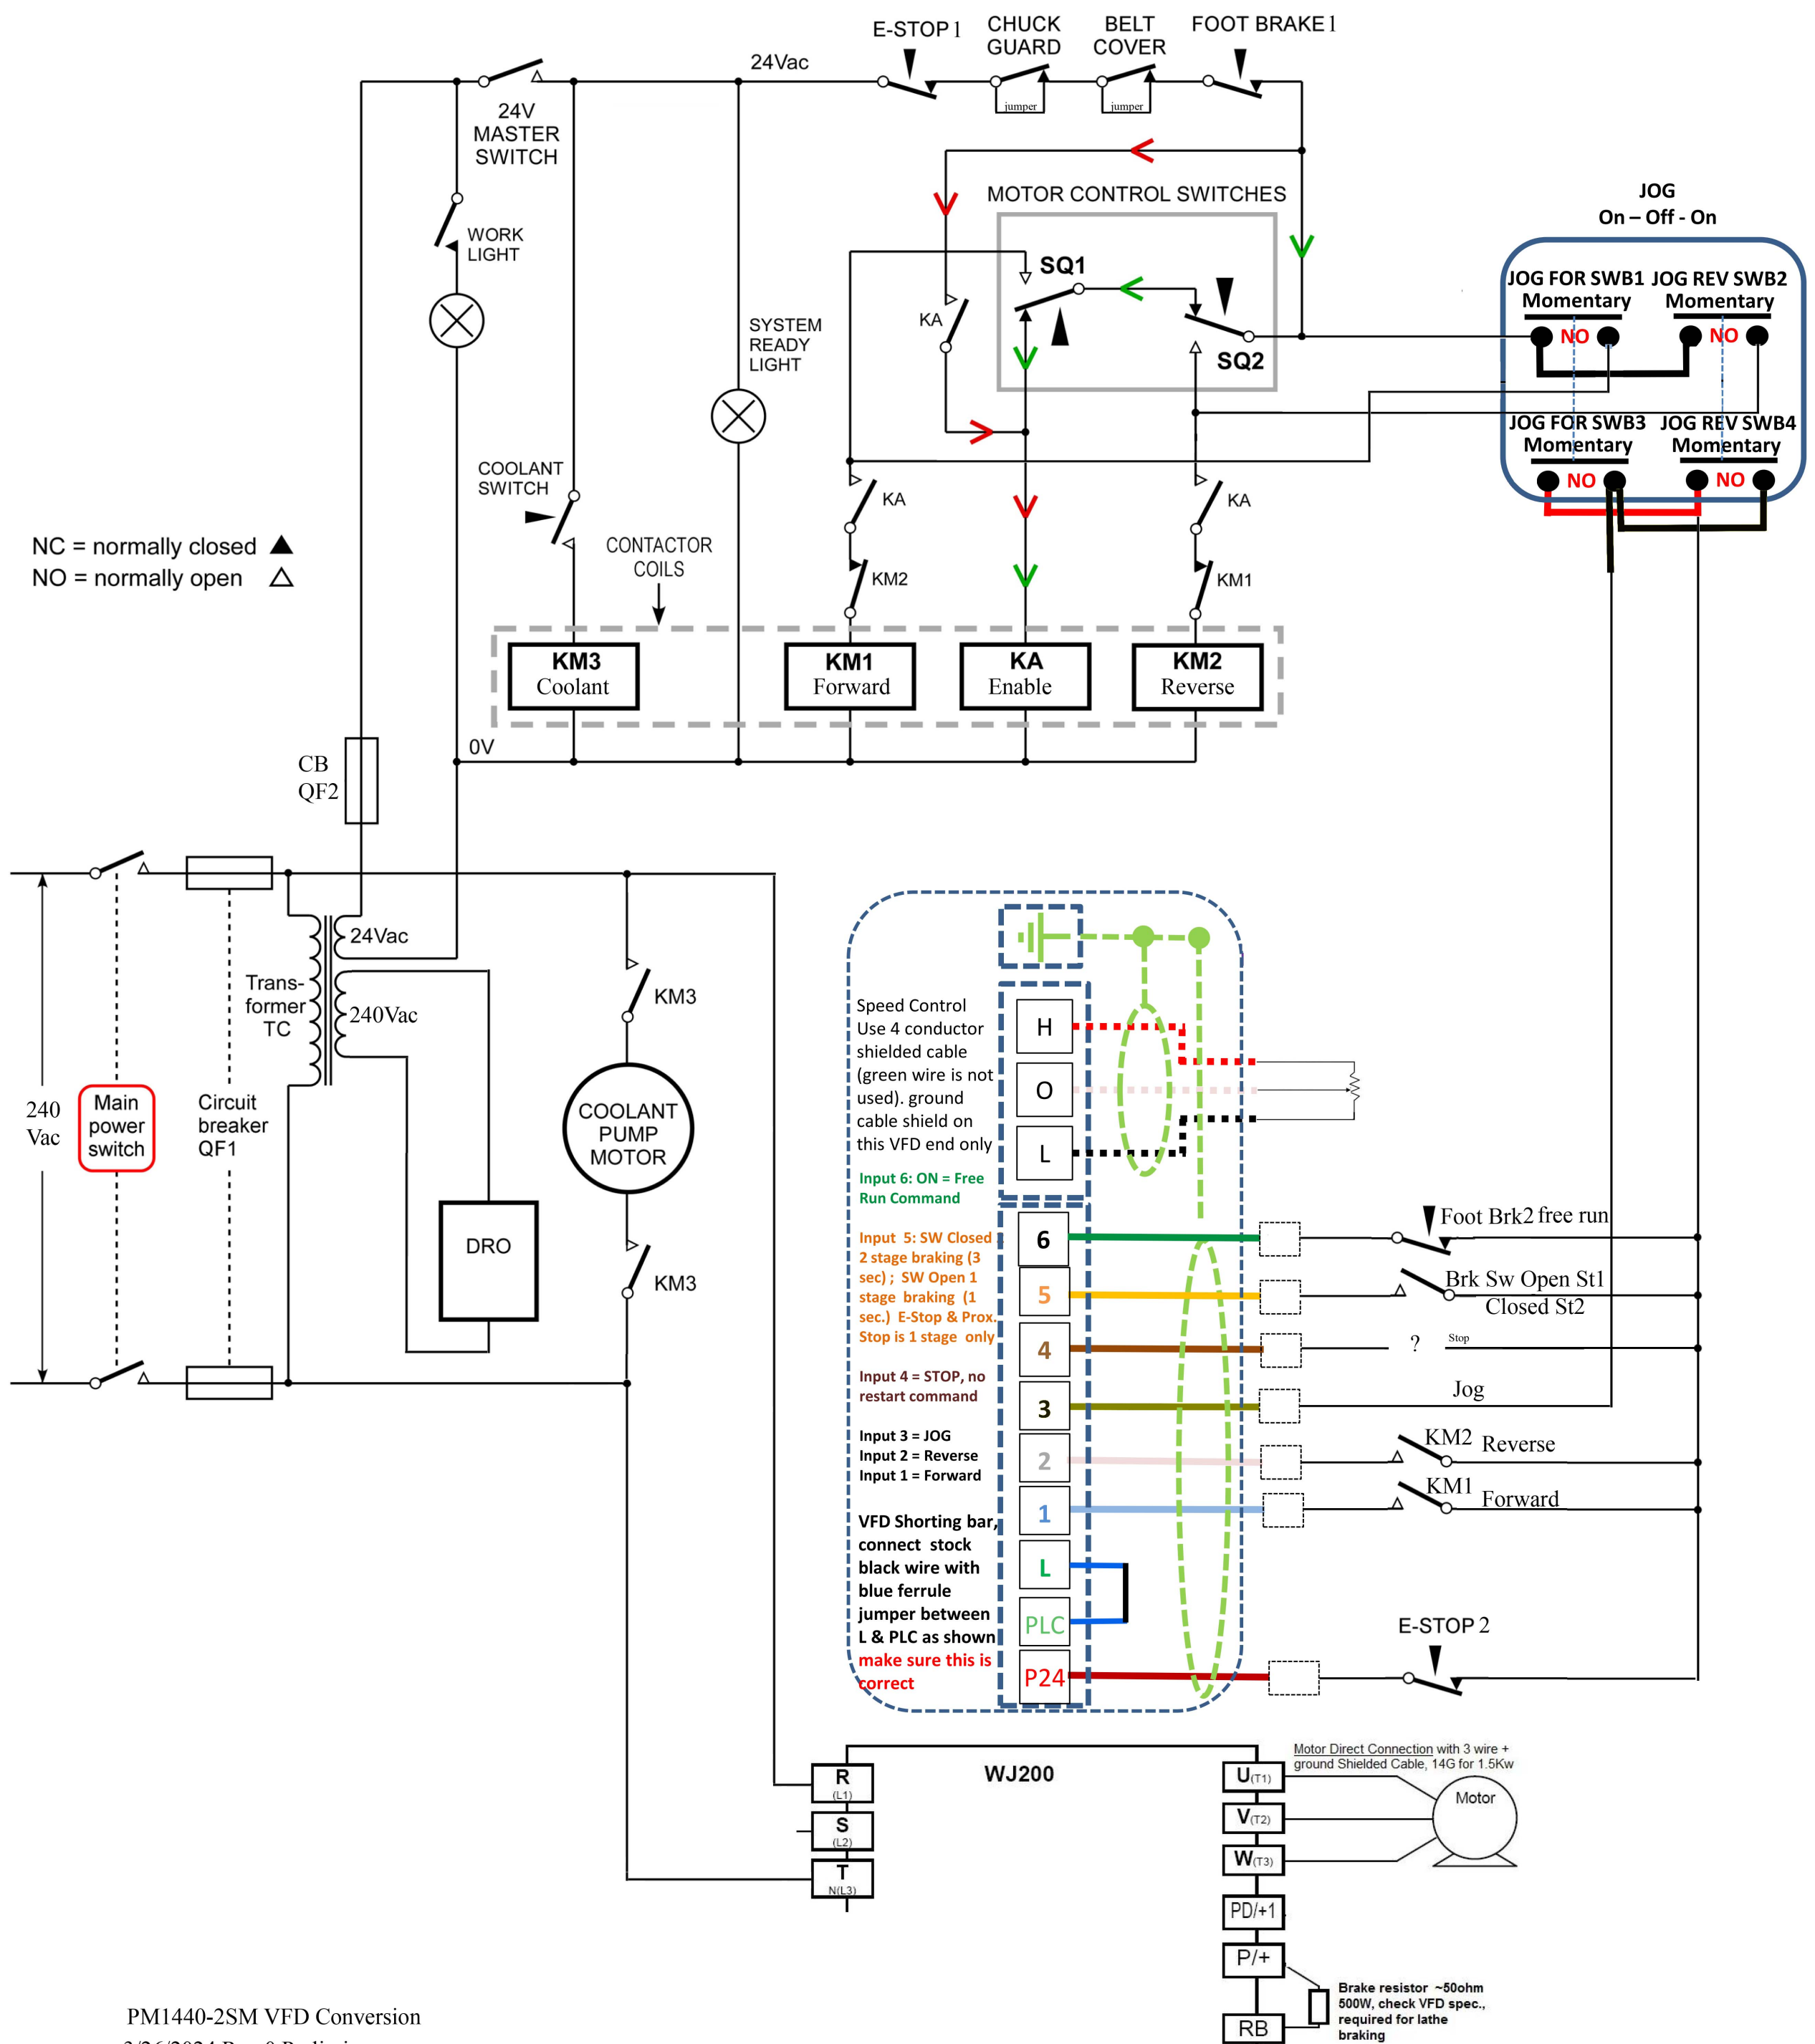 E-STOP 1
CHUCK
GUARD
BELT
COVER
FOOT BRAKE 1
24Vac
jumper
jumper
24V
MASTER
SWITCH
WORK
LIGHT
MOTOR CONTROL SWITCHES
SQ1
SQ2
KA
SYSTEM
READY
LIGHT
JOG
On – Off - On
JOG FOR SWB1
Momentary
JOG REV SWB2
Momentary
NO
NO
JOG FOR SWB3
Momentary
JOG REV SWB4
Momentary
NO
NO
COOLANT
SWITCH
KA
KA
NC = normally closed
NO = normally open
CONTACTOR
COILS
KM2
KM1
KM3
Coolant
KM1
Forward
KA
Enable
KM2
Reverse
0V
CB
QF2
24Vac
Trans-
former
TC
240Vac
KM3
240
Vac
Main
power
switch
Circuit
breaker
QF1
COOLANT
PUMP
MOTOR
DRO
KM3
Speed Control
Use 4 conductor
shielded cable
(green wire is not
used). ground
cable shield on
this VFD end only
H
O
L
Input 6: ON = Free
Run Command
Input 5: SW Closed
2 stage braking (3
sec) ; SW Open 1
stage braking (1
sec.) E-Stop & Prox.
Stop is 1 stage only
Input 4 = STOP, no
restart command
Input 3 = JOG
Input 2 = Reverse
Input 1 = Forward
VFD Shorting bar,
connect stock
black wire with
blue ferrule
jumper between
L & PLC as shown
make sure this is
correct
6
5
4
3
2
1
L
PLC
P24
Foot Brk2 free run
Brk Sw Open St1
Closed St2
? Stop
Jog
KM2 Reverse
KM1 Forward
E-STOP 2
WJ200
R
(L1)
S
(L2)
T
N(L3)
U(T1)
V(T2)
W(T3)
PD/+1
P/+
RB
Motor Direct Connection with 3 wire +
ground Shielded Cable, 14G for 1.5Kw
Motor
Brake resistor ~50ohm
500W, check VFD spec.,
required for lathe
braking
PM1440-2SM VFD Conversion